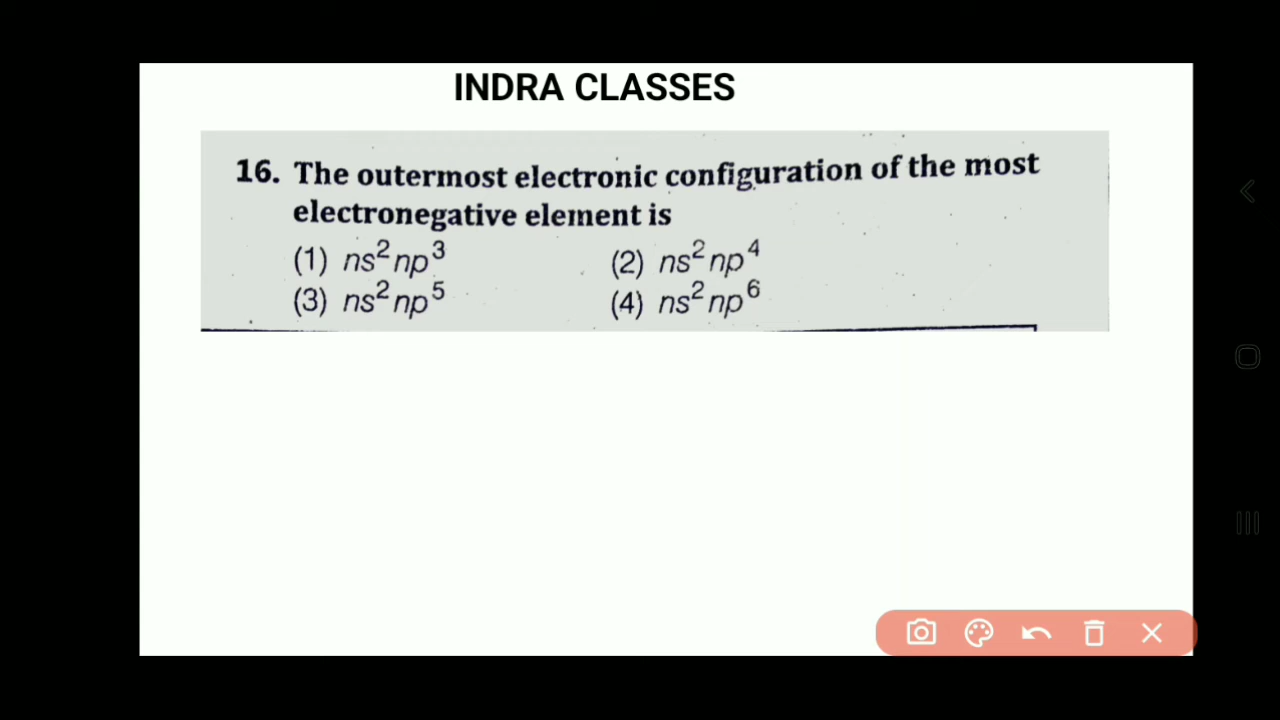 INDRA CLASSES
16. The outermost electronic configuration of the most
electronegative element is
(1) ns²np³ (2) ns²np⁴
(3) ns²np⁵ (4) ns²np⁶